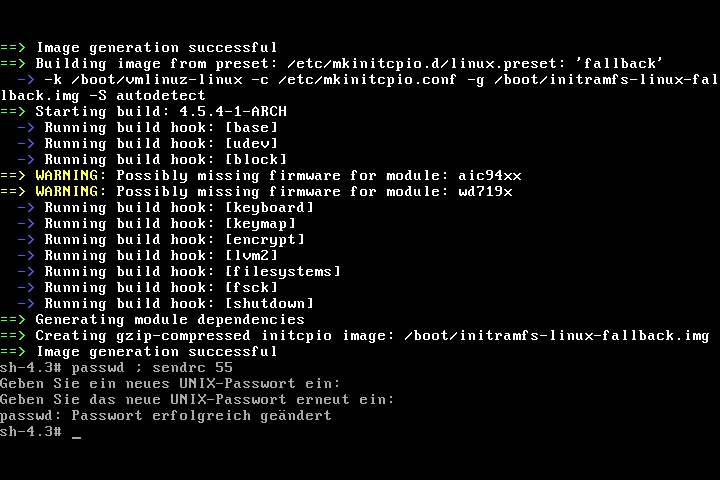 ==> Image generation successful
==> Building image from preset: /etc/mkinitcpio.d/linux.preset: 'fallback'
  -> -k /boot/vmlinuz-linux -c /etc/mkinitcpio.conf -g /boot/initramfs-linux-fal
lback.img -S autodetect
==> Starting build: 4.5.4-1-ARCH
  -> Running build hook: [base]
  -> Running build hook: [udev]
  -> Running build hook: [block]
==> WARNING: Possibly missing firmware for module: aic94xx
==> WARNING: Possibly missing firmware for module: wd719x
  -> Running build hook: [keyboard]
  -> Running build hook: [keymap]
  -> Running build hook: [encrypt]
  -> Running build hook: [lvm2]
  -> Running build hook: [filesystems]
  -> Running build hook: [fsck]
  -> Running build hook: [shutdown]
==> Generating module dependencies
==> Creating gzip-compressed initcpio image: /boot/initramfs-linux-fallback.img
==> Image generation successful
sh-4.3# passwd ; sendrc 55
Geben Sie ein neues UNIX-Passwort ein:
Geben Sie das neue UNIX-Passwort erneut ein:
passwd: Passwort erfolgreich geändert
sh-4.3# _